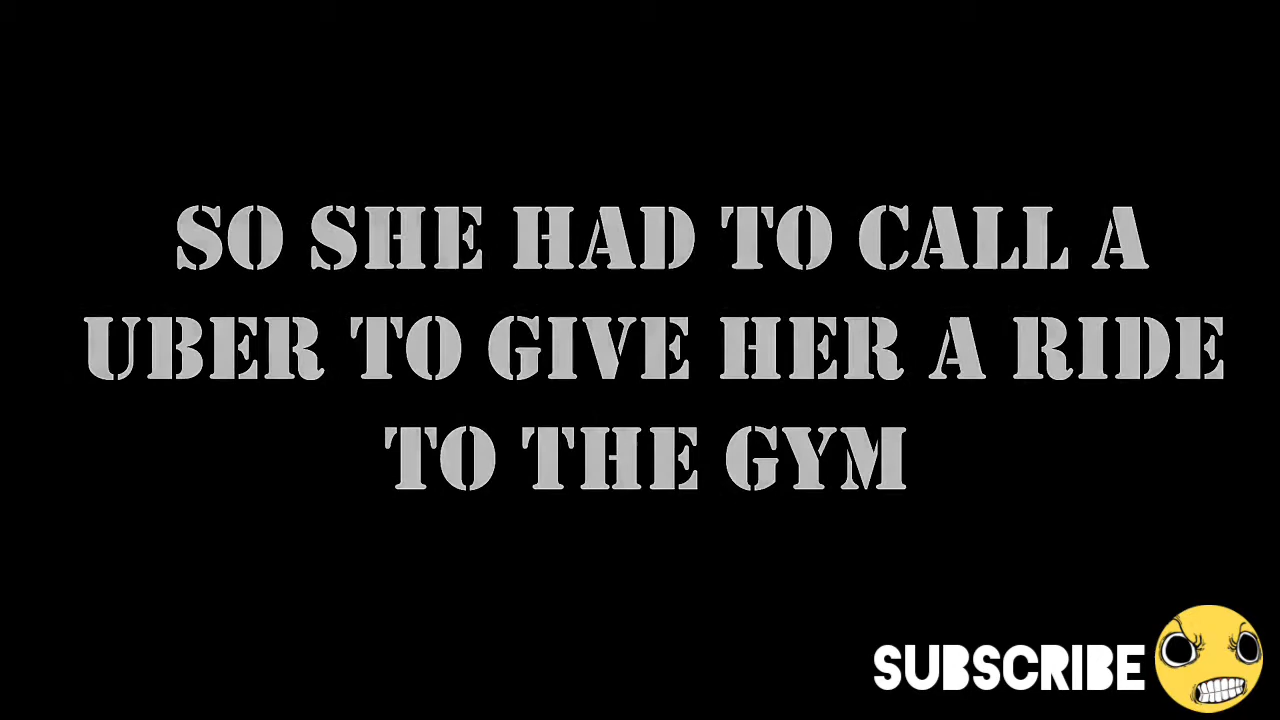 SO SHE HAD TO CALL A
UBER TO GIVE HER A RIDE
TO THE GYM
SUBSCRIBE